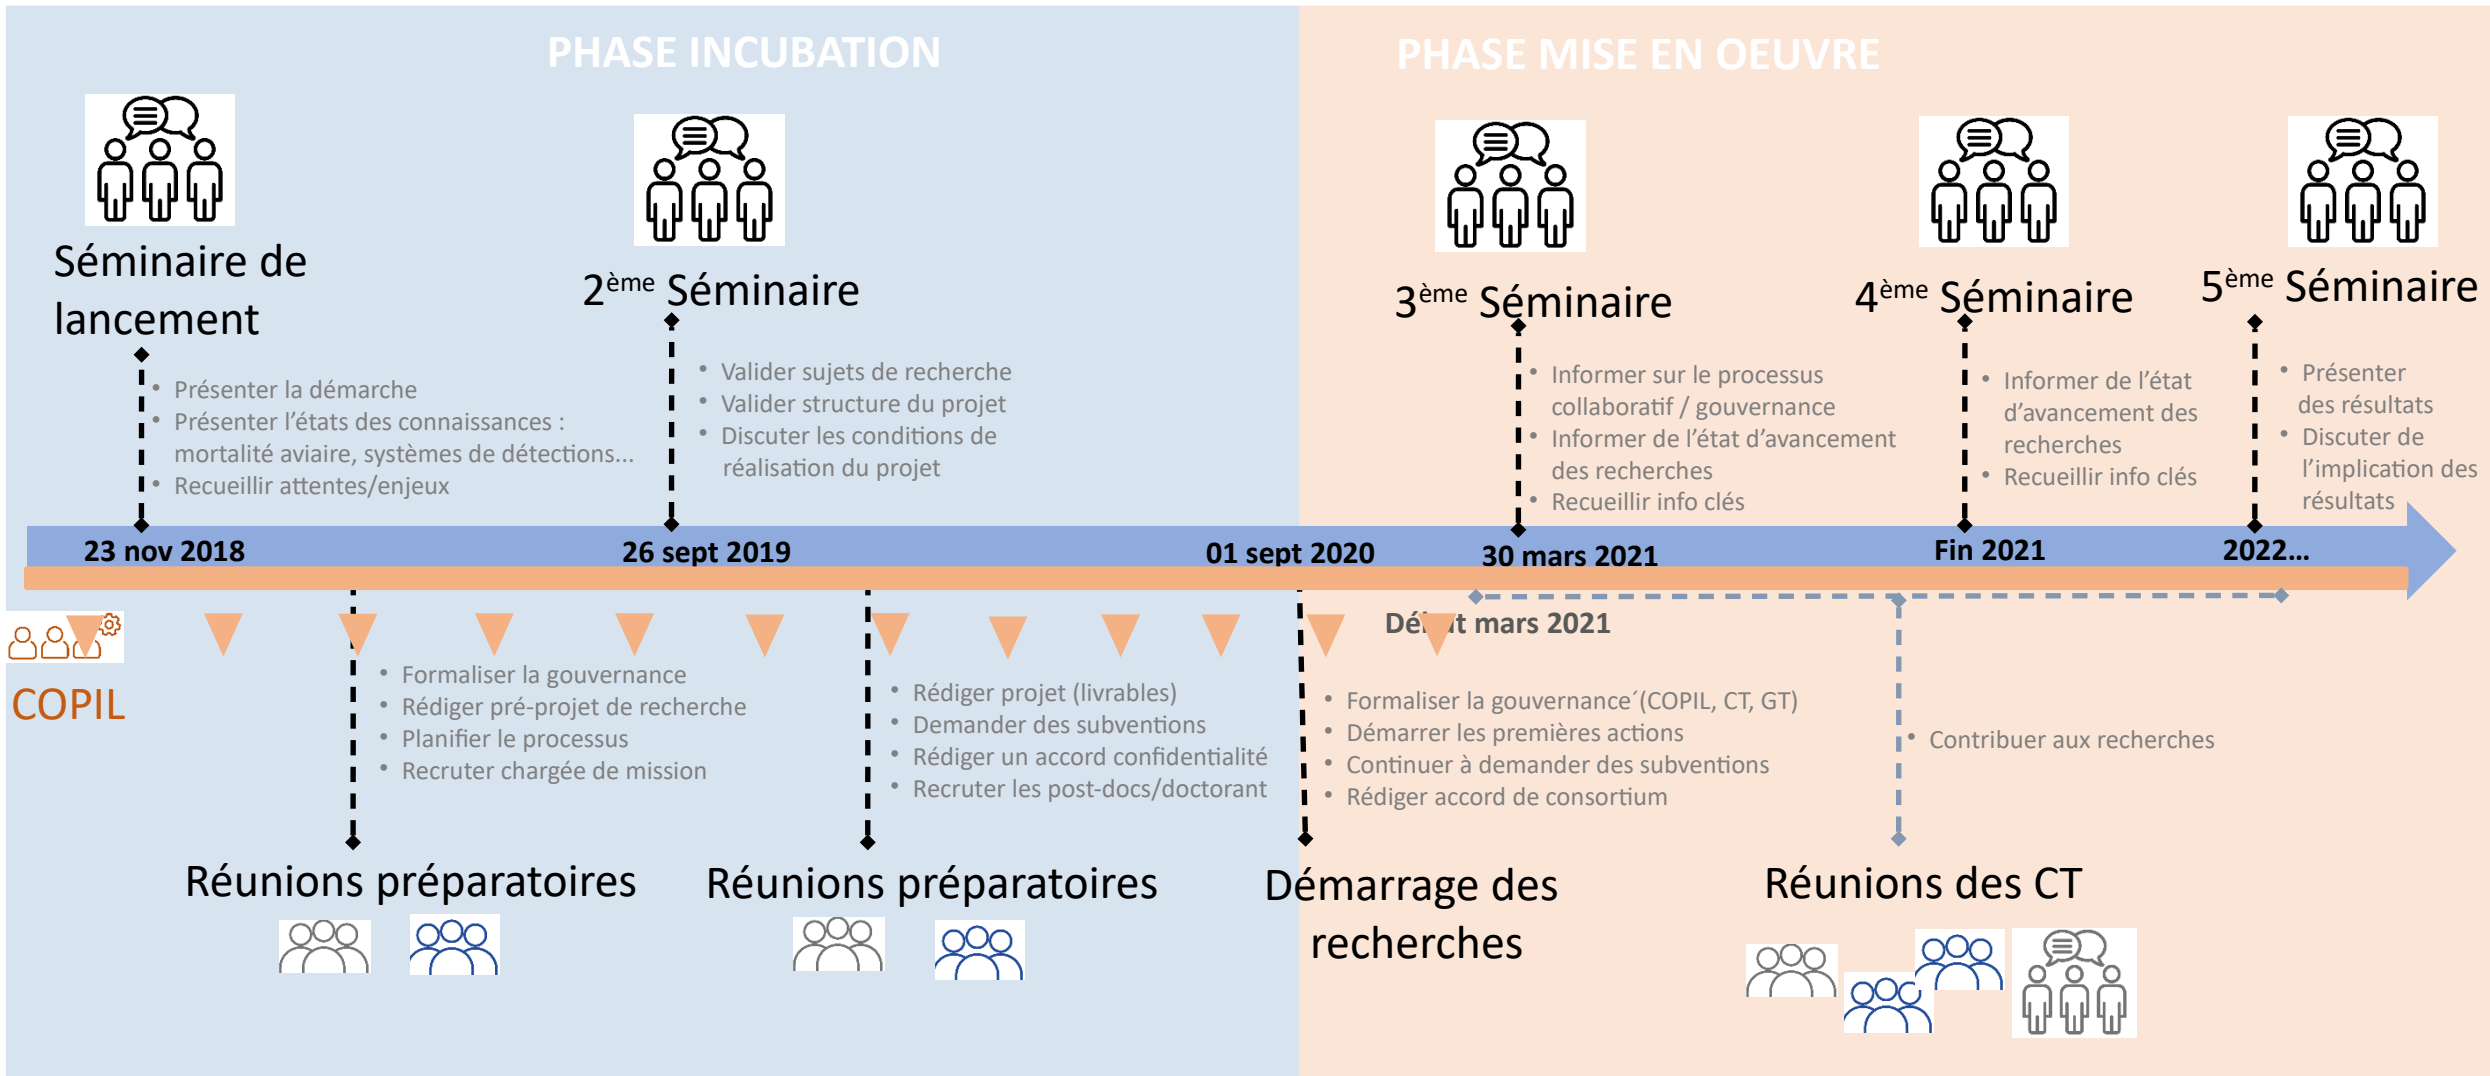 PHASE INCUBATION
PHASE MISE EN OEUVRE
Séminaire de
lancement
• Présenter la démarche
• Présenter l’états des connaissances :
mortalité aviaire, systèmes de détections...
• Recueillir attentes/enjeux
2ème Séminaire
• Valider sujets de recherche
• Valider structure du projet
• Discuter les conditions de
réalisation du projet
3ème Séminaire
• Informer sur le processus
collaboratif / gouvernance
• Informer de l’état d’avancement
des recherches
• Recueillir info clés
4ème Séminaire
• Informer de l’état
d’avancement des
recherches
• Recueillir info clés
5ème Séminaire
• Présenter
des résultats
• Discuter de
l’implication des
résultats
23 nov 2018
26 sept 2019
01 sept 2020
30 mars 2021
Fin 2021
2022...
Début mars 2021
COPIL
• Formaliser la gouvernance
• Rédiger pré-projet de recherche
• Planifier le processus
• Recruter chargée de mission
Réunions préparatoires
• Rédiger projet (livrables)
• Demander des subventions
• Rédiger un accord confidentialité
• Recruter les post-docs/doctorant
Réunions préparatoires
• Formaliser la gouvernance´(COPIL, CT, GT)
• Démarrer les premières actions
• Continuer à demander des subventions
• Rédiger accord de consortium
Démarrage des
recherches
• Contribuer aux recherches
Réunions des CT